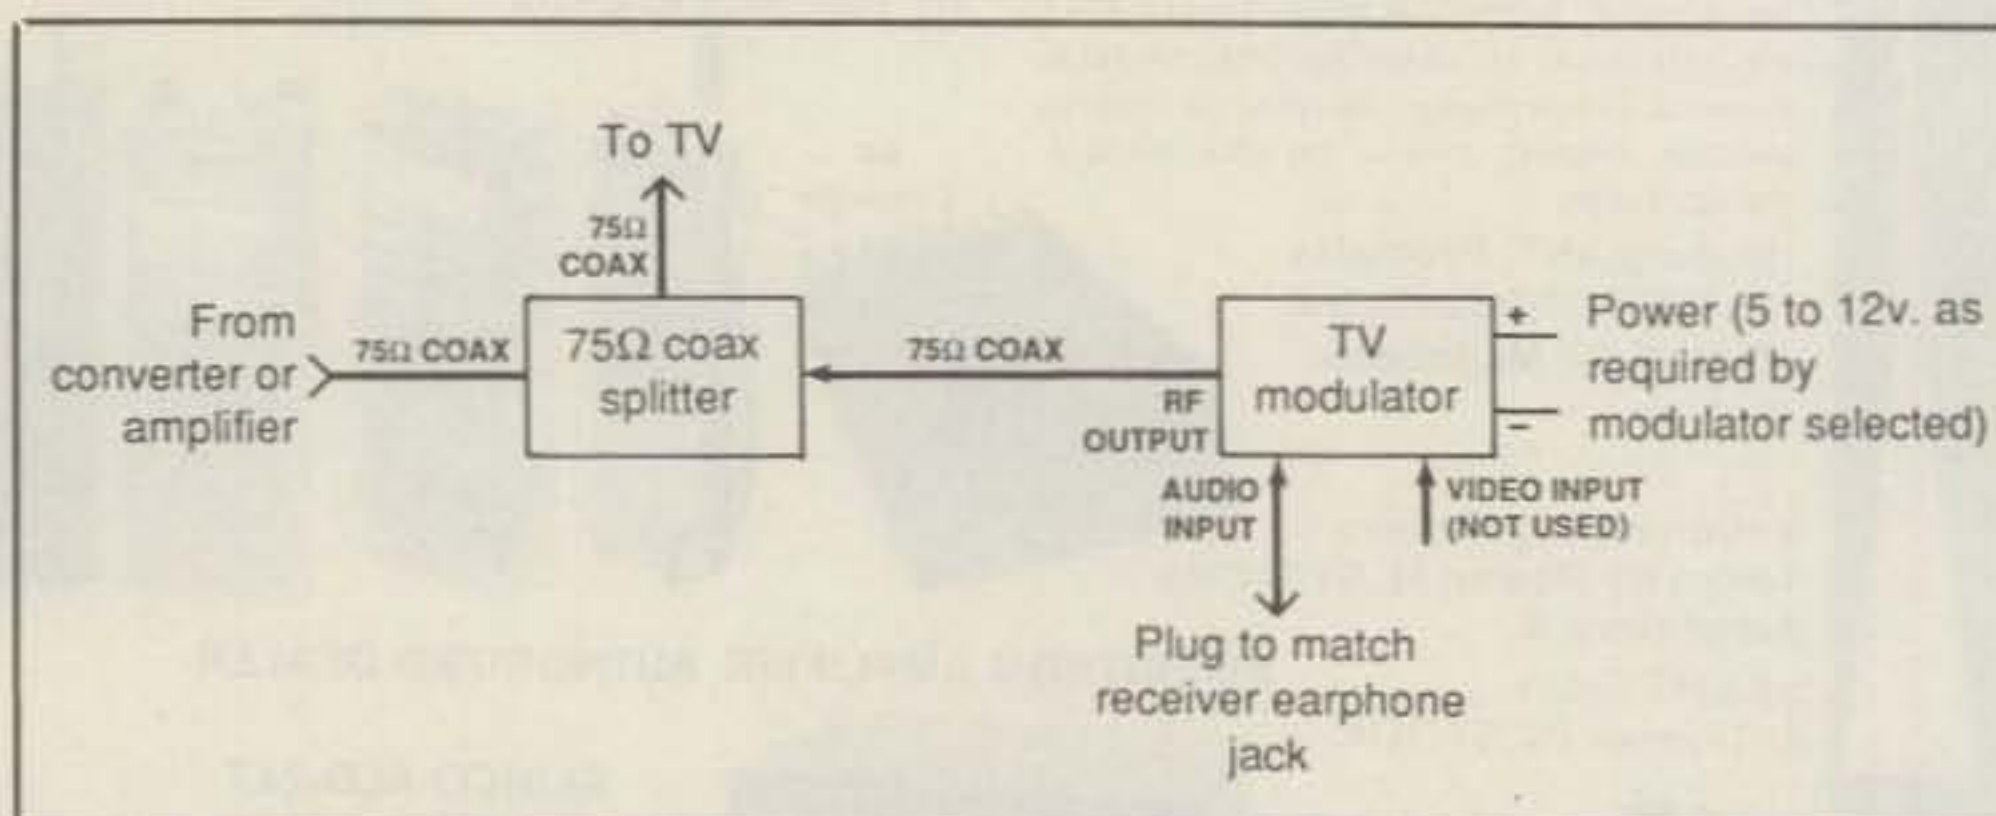 To TV
75Ω
COAX
From
converter or
amplifier
75Ω COAX
75Ω coax
splitter
75Ω COAX
RF
OUTPUT
TV
modulator
+
−
Power (5 to 12v. as
required by
modulator selected)
AUDIO
INPUT
VIDEO INPUT
(NOT USED)
Plug to match
receiver earphone
jack